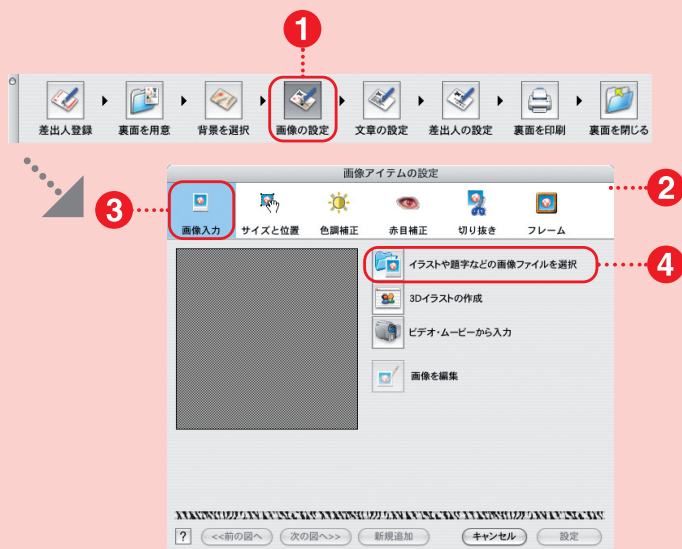 1
差出人登録 裏面を用意 背景を選択 画像の設定 文章の設定 差出人の設定 裏面を印刷 裏面を閉じる
画像アイテムの設定
2
3
画像入力 サイズと位置 色調補正 赤目補正 切り抜き フレーム
イラストや題字などの画像ファイルを選択
4
3Dイラストの作成
ビデオ・ムービーから入力
画像を編集
? <<前の図へ 次の図へ>> 新規追加 キャンセル 設定